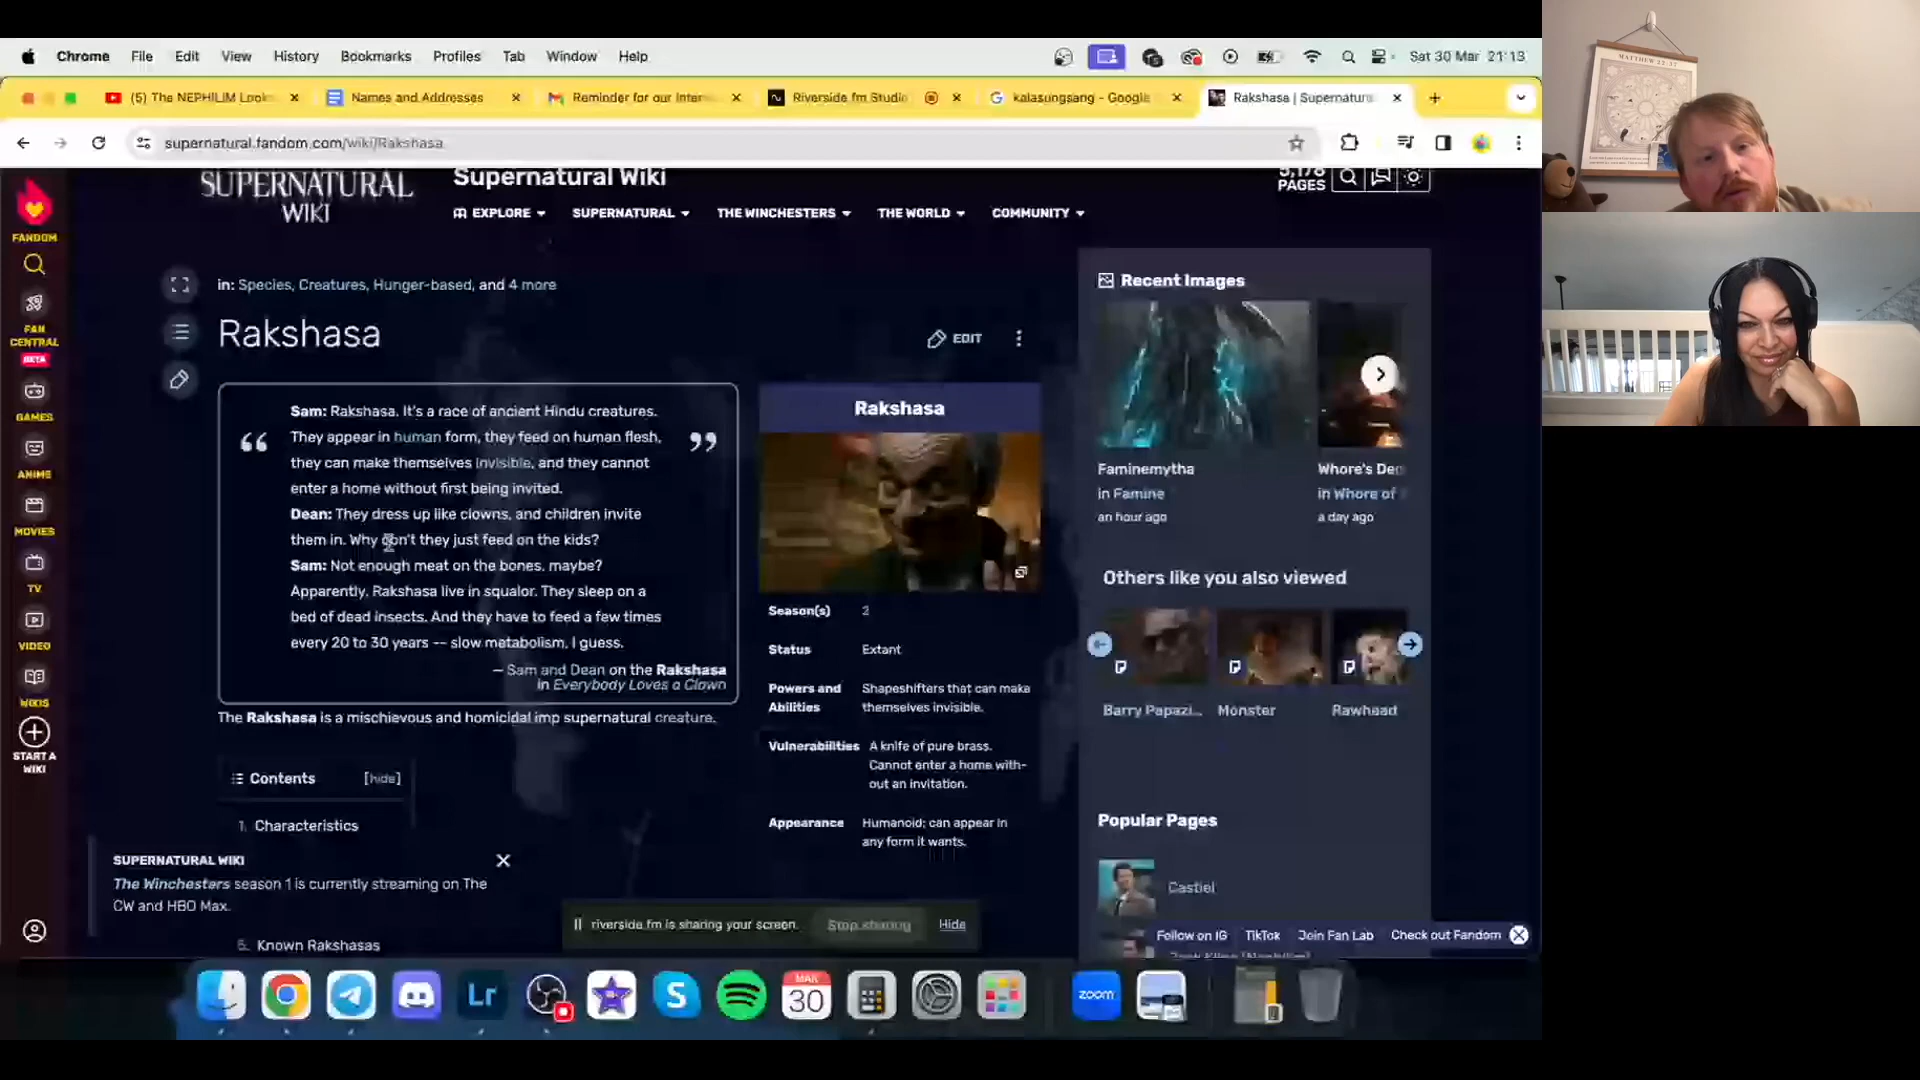 Chrome File Edit View History Bookmarks Profiles Tab Window Help
Sat 30 Mar 21:13
MATTHEW
(5) The NEPHILIM Look
Names and Addresses
Reminder for our Inter
Riverside.fm Studio
kalasungsang - Google
Rakshasa | Supernatura
supernatural.fandom.com/wiki/Rakshasa
SUPERNATURAL
WIKI
Supernatural Wiki
5,178
PAGES
EXPLORE SUPERNATURAL THE WINCHESTERS THE WORLD COMMUNITY
FANDOM
FAN
CENTRAL
BETA
GAMES
ANIME
MOVIES
TV
VIDEO
WIKIS
START A
WIKI
in: Species, Creatures, Hunger-based, and 4 more
Rakshasa
EDIT
“ Sam: Rakshasa. It's a race of ancient Hindu creatures.
They appear in human form, they feed on human flesh,
they can make themselves invisible, and they cannot
enter a home without first being invited.
Dean: They dress up like clowns, and children invite
them in. Why don't they just feed on the kids?
Sam: Not enough meat on the bones, maybe?
Apparently, Rakshasa live in squalor. They sleep on a
bed of dead insects. And they have to feed a few times
every 20 to 30 years -- slow metabolism, I guess. ”
— Sam and Dean on the Rakshasa
in Everybody Loves a Clown
The Rakshasa is a mischievous and homicidal imp supernatural creature.
Contents [hide]
1. Characteristics
5. Known Rakshasas
SUPERNATURAL WIKI
The Winchesters season 1 is currently streaming on The
CW and HBO Max.
Rakshasa
Season(s) 2
Status Extant
Powers and
Abilities
Shapeshifters that can make
themselves invisible.
Vulnerabilities
A knife of pure brass.
Cannot enter a home with-
out an invitation.
Appearance
Humanoid; can appear in
any form it wants.
Recent Images
Faminemytha
in Famine
an hour ago
Whore's De
in Whore of
a day ago
Others like you also viewed
Barry Papazi...
Monster
Rawhead
Popular Pages
Castiel
Follow on IG TikTok Join Fan Lab Check out Fandom
riverside.fm is sharing your screen. Stop sharing Hide
Lr
S
MAR
30
zoom